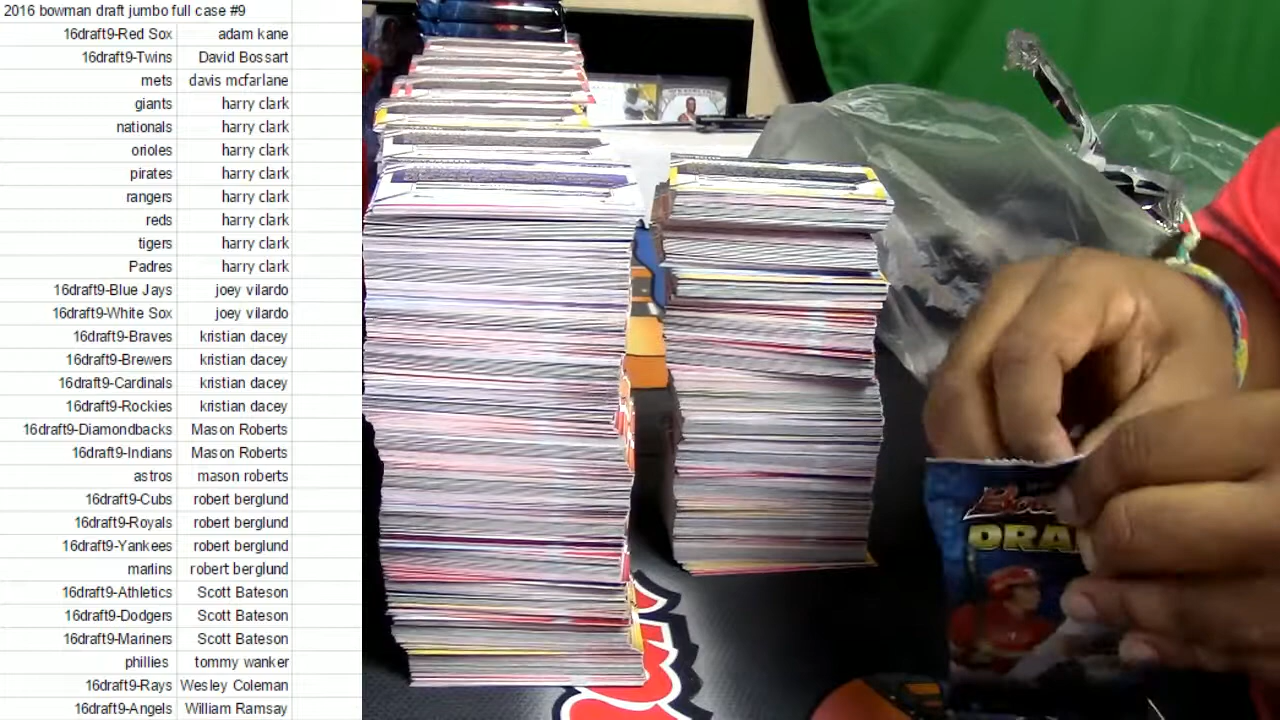 2016 bowman draft jumbo full case #9
16draft9-Red Sox adam kane
16draft9-Twins David Bossart
mets davis mcfarlane
giants harry clark
nationals harry clark
orioles harry clark
pirates harry clark
rangers harry clark
reds harry clark
tigers harry clark
Padres harry clark
16draft9-Blue Jays joey vilardo
16draft9-White Sox joey vilardo
16draft9-Braves kristian dacey
16draft9-Brewers kristian dacey
16draft9-Cardinals kristian dacey
16draft9-Rockies kristian dacey
16draft9-Diamondbacks Mason Roberts
16draft9-Indians Mason Roberts
astros mason roberts
16draft9-Cubs robert berglund
16draft9-Royals robert berglund
16draft9-Yankees robert berglund
marlins robert berglund
16draft9-Athletics Scott Bateson
16draft9-Dodgers Scott Bateson
16draft9-Mariners Scott Bateson
phillies tommy wanker
16draft9-Rays Wesley Coleman
16draft9-Angels William Ramsay
DRA